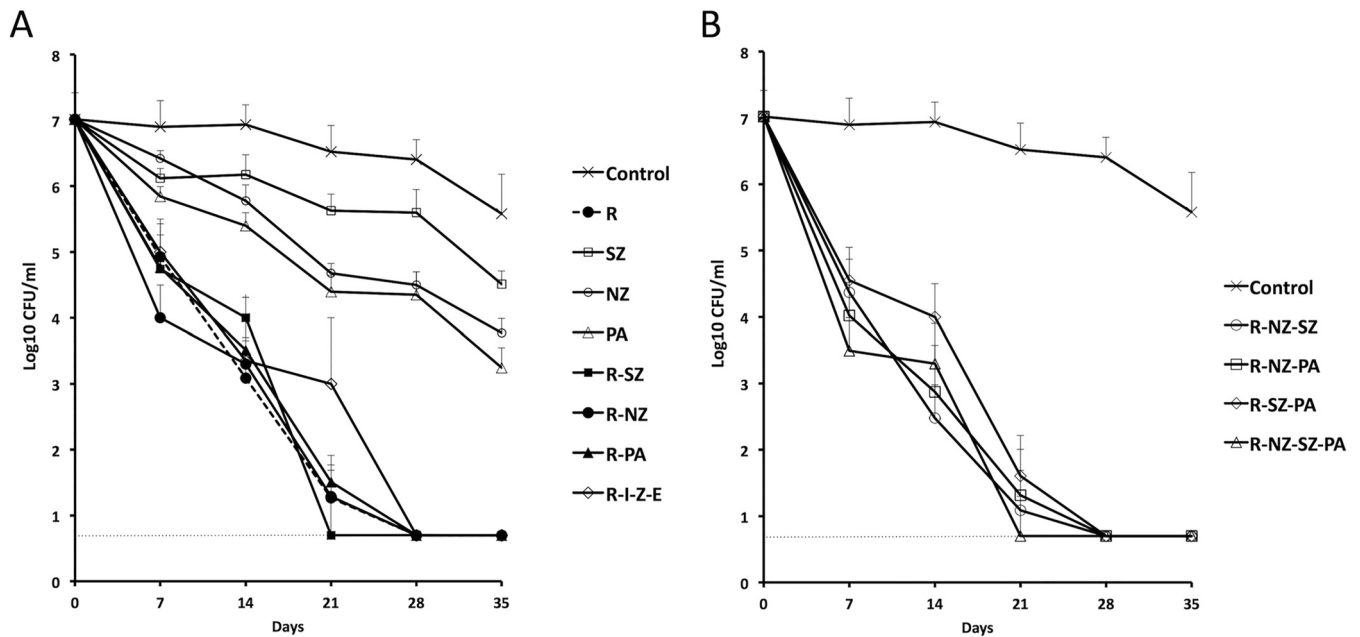 A
8
7
6
5
4
3
2
1
0
Log10 CFU/ml
0 7 14 21 28 35
Days
Control
R
SZ
NZ
PA
R-SZ
R-NZ
R-PA
R-I-Z-E
B
8
7
6
5
4
3
2
1
0
Log10 CFU/ml
0 7 14 21 28 35
Days
Control
R-NZ-SZ
R-NZ-PA
R-SZ-PA
R-NZ-SZ-PA